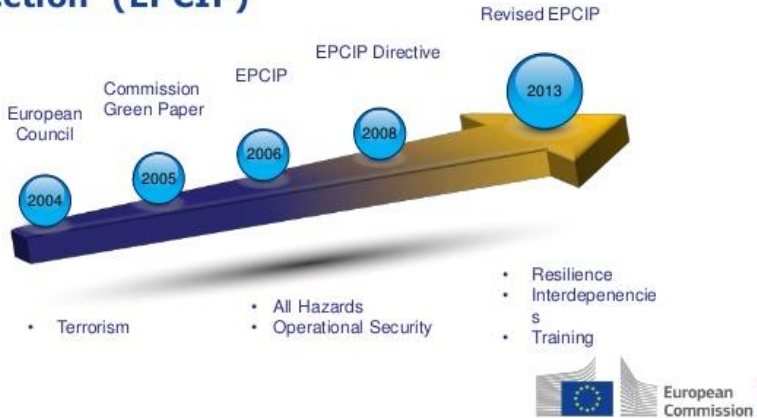 (EPCIP)
Revised EPCIP
EPCIP Directive
EPCIP
Commission
Green Paper
European
Council
2004
2005
2006
2008
2013
• Terrorism
• All Hazards
• Operational Security
• Resilience
• Interdepenencie
s
• Training
European
Commission